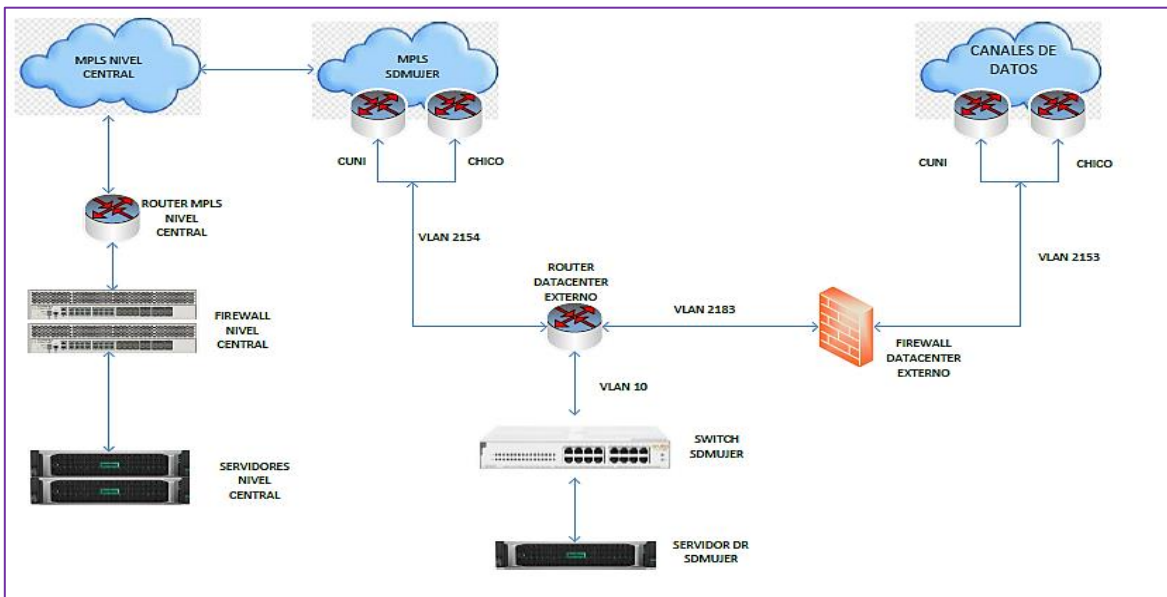 MPLS NIVEL
CENTRAL
MPLS
SDMUJER
CANALES DE
DATOS
CUNI
CHICO
CUNI
CHICO
ROUTER MPLS
NIVEL
CENTRAL
VLAN 2154
ROUTER
DATACENTER
EXTERNO
VLAN 2183
VLAN 2153
FIREWALL
NIVEL
CENTRAL
FIREWALL
DATACENTER
EXTERNO
VLAN 10
SWITCH
SDMUJER
SERVIDORES
NIVEL
CENTRAL
SERVIDOR DR
SDMUJER